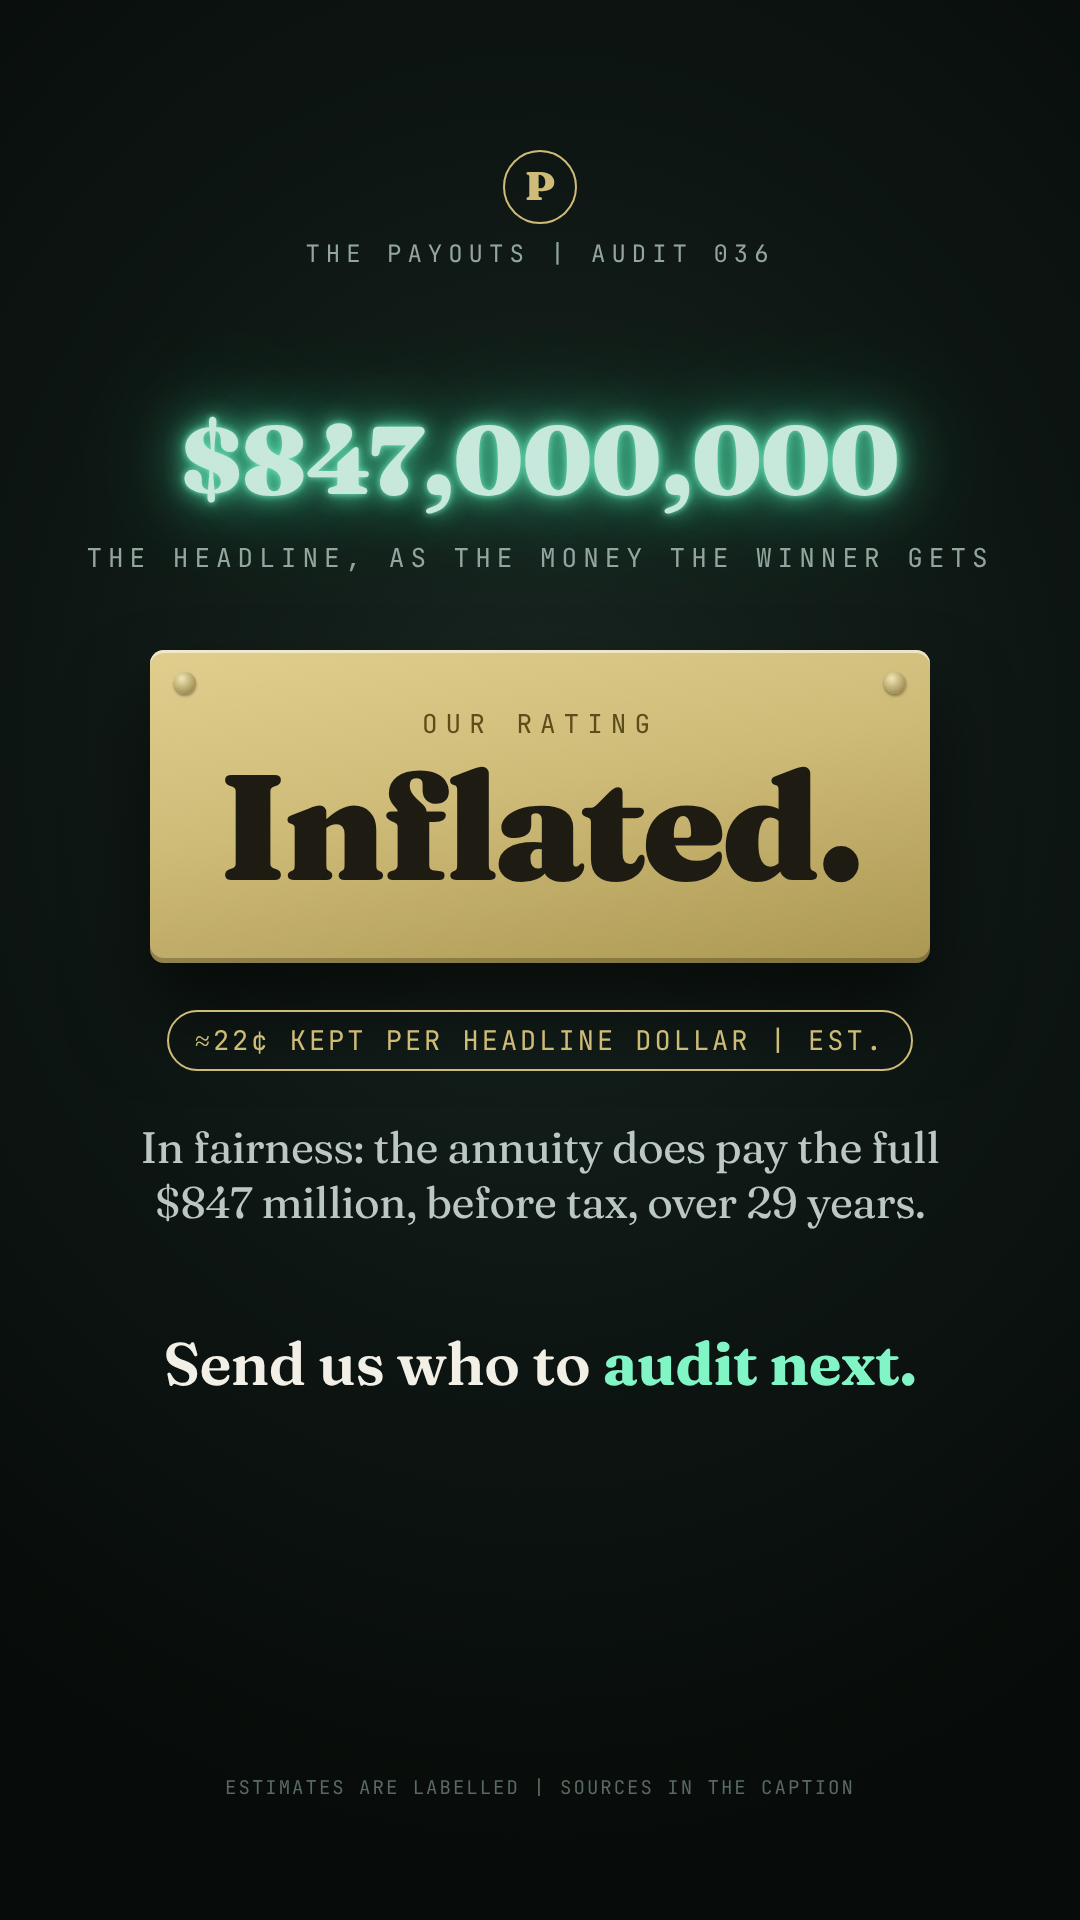 P
THE PAYOUTS | AUDIT 036
$847,000,000
THE HEADLINE, AS THE MONEY THE WINNER GETS
OUR RATING
Inflated.
≈22¢ KEPT PER HEADLINE DOLLAR | EST.
In fairness: the annuity does pay the full
$847 million, before tax, over 29 years.
Send us who to audit next.
ESTIMATES ARE LABELLED | SOURCES IN THE CAPTION